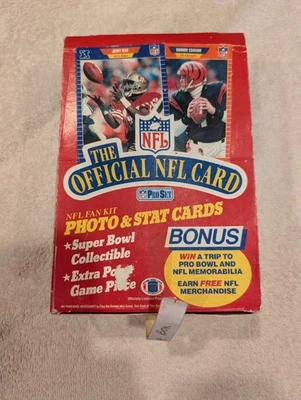 JERRY RICE
BOOMER ESIASON
NFL
THE
OFFICIAL NFL CARD
PRO SET
NFL FAN KIT
PHOTO & STAT CARDS
★Super Bowl
Collectible
★Extra Po
Game Piece
BONUS
WIN A TRIP TO
PRO BOWL AND
NFL MEMORABILIA
EARN FREE NFL
MERCHANDISE